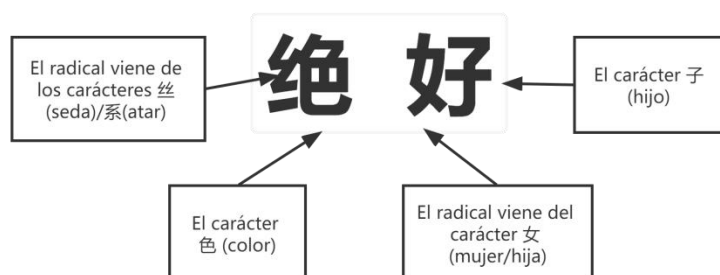 绝 好
El radical viene de
los carácteres 丝
(seda)/系(atar)
El carácter 子
(hijo)
El carácter
色 (color)
El radical viene del
carácter 女
(mujer/hija)